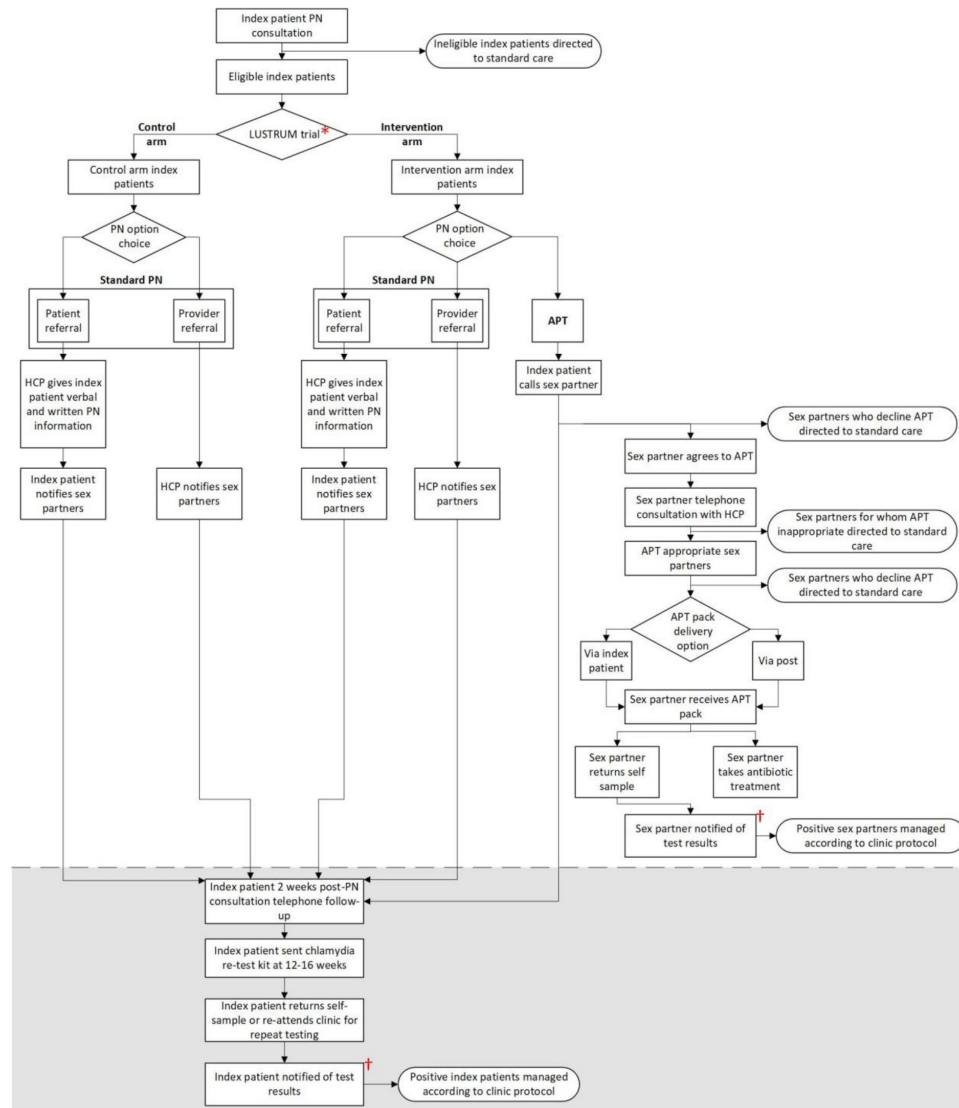 Index patient PN
consultation
Ineligible index patients directed
to standard care
Eligible index patients
LUSTRUM trial*
Control
arm
Intervention
arm
Control arm index
patients
Intervention arm index
patients
PN option
choice
PN option
choice
Standard PN
Standard PN
Patient
referral
Provider
referral
Patient
referral
Provider
referral
APT
HCP gives index
patient verbal
and written PN
information
HCP gives index
patient verbal
and written PN
information
Index patient
calls sex partner
Sex partners who decline APT
directed to standard care
Sex partner agrees to APT
Index patient
notifies sex
partners
HCP notifies sex
partners
Index patient
notifies sex
partners
HCP notifies sex
partners
Sex partner telephone
consultation with HCP
Sex partners for whom APT
inappropriate directed to standard
care
APT appropriate sex
partners
Sex partners who decline APT
directed to standard care
APT pack
delivery
option
Via index
patient
Via post
Sex partner receives APT
pack
Sex partner
returns self
sample
Sex partner
takes antibiotic
treatment
Sex partner notified of
test results
†
Positive sex partners managed
according to clinic protocol
Index patient 2 weeks post-PN
consultation telephone follow-
up
Index patient sent chlamydia
re-test kit at 12-16 weeks
Index patient returns self-
sample or re-attends clinic for
repeat testing
Index patient notified of test
results
†
Positive index patients managed
according to clinic protocol